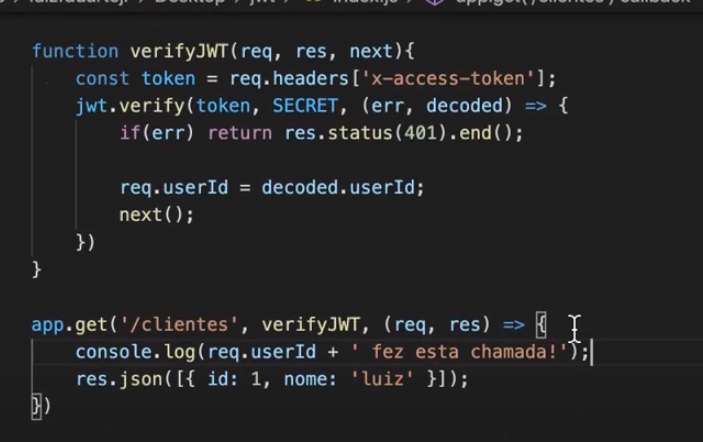 Desktop jwt index.js app.get('/clientes') callback
function verifyJWT(req, res, next){
const token = req.headers['x-access-token'];
jwt.verify(token, SECRET, (err, decoded) => {
if(err) return res.status(401).end();
req.userId = decoded.userId;
next();
})
}
app.get('/clientes', verifyJWT, (req, res) => {
console.log(req.userId + ' fez esta chamada!');
res.json([{ id: 1, nome: 'luiz' }]);
})